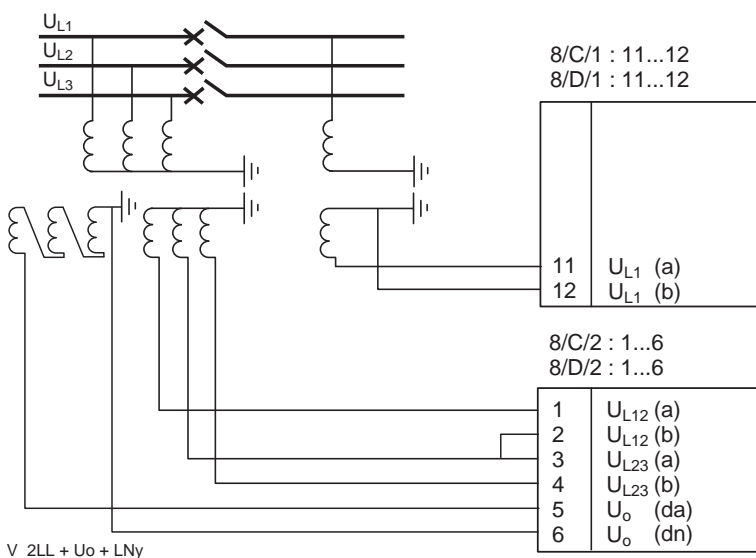 UL1
UL2
UL3
8/C/1 : 11...12
8/D/1 : 11...12
11 UL1 (a)
12 UL1 (b)
8/C/2 : 1...6
8/D/2 : 1...6
1 UL12 (a)
2 UL12 (b)
3 UL23 (a)
4 UL23 (b)
5 Uo (da)
6 Uo (dn)
V 2LL + Uo + LNy